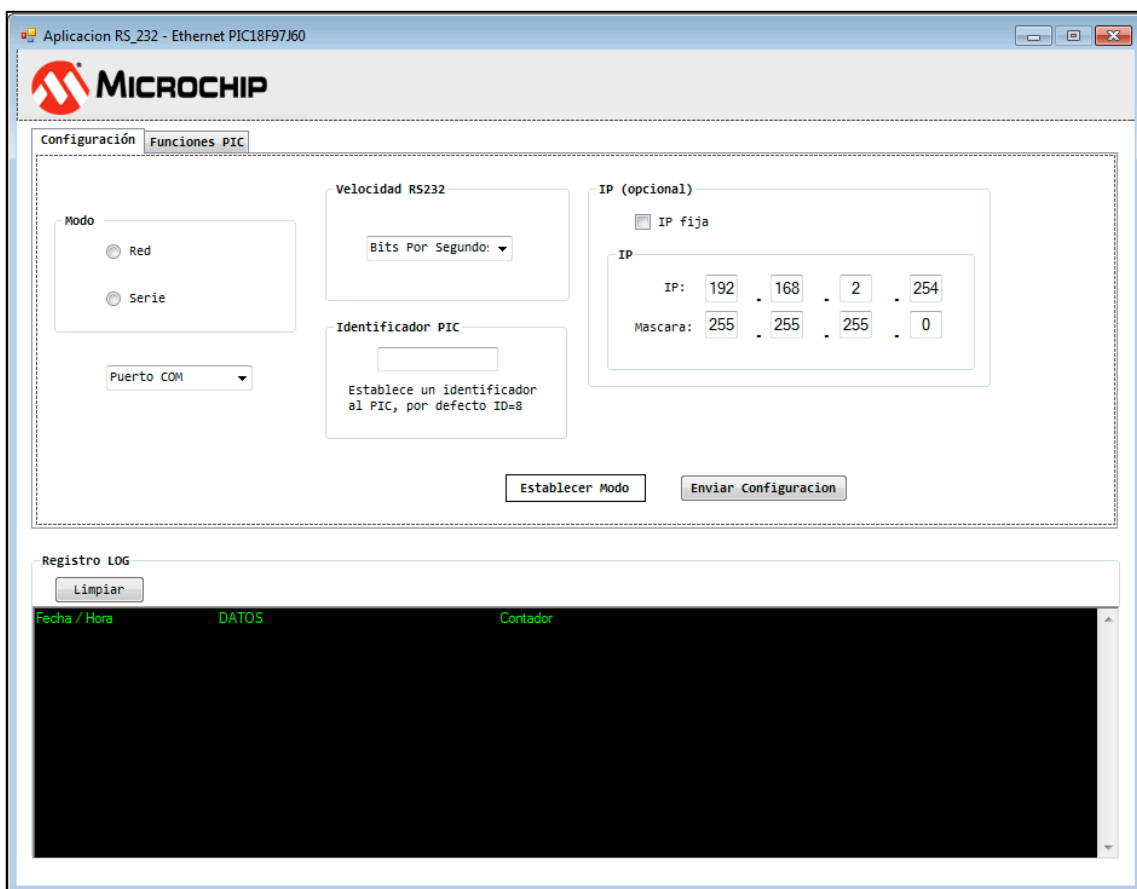 Aplicacion RS_232 - Ethernet PIC18F97J60
MICROCHIP
Configuración
Funciones PIC
Modo
Red
Serie
Puerto COM
Velocidad RS232
Bits Por Segundo:
Identificador PIC
Establece un identificador
al PIC, por defecto ID=8
IP (opcional)
IP fija
IP
IP: 192 . 168 . 2 . 254
Mascara: 255 . 255 . 255 . 0
Establecer Modo
Enviar Configuracion
Registro LOG
Limpiar
Fecha / Hora DATOS Contador